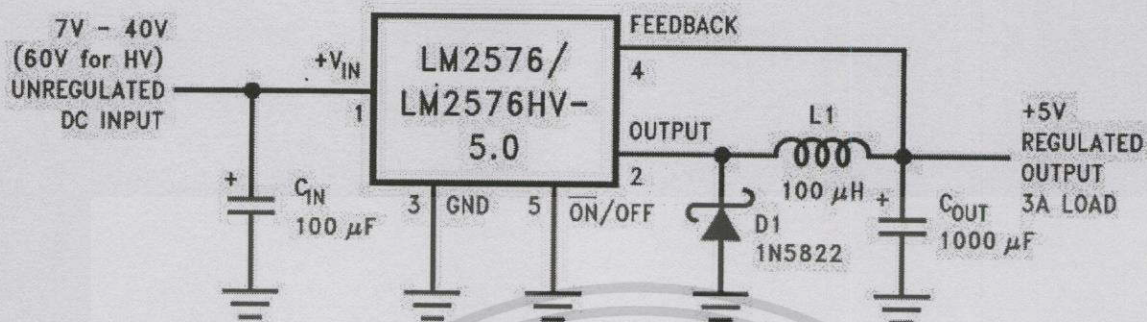 7V – 40V
(60V for HV)
UNREGULATED
DC INPUT
+VIN
1
LM2576/
LM2576HV-
5.0
FEEDBACK
4
OUTPUT
2
L1
100 μH
+5V
REGULATED
OUTPUT
3A LOAD
+
CIN
100 μF
3 GND
5 ON/OFF
D1
1N5822
+
COUT
1000 μF